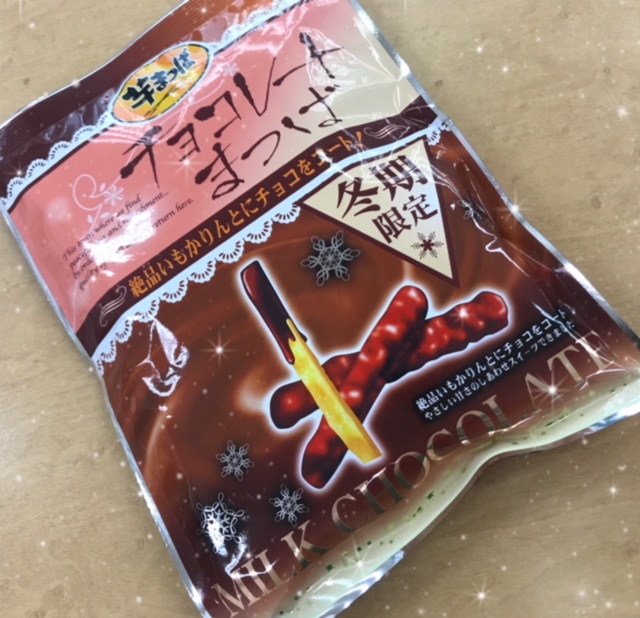 芋まつば
チョコレート
まつば
絶品いもかりんとにチョコをコート!
冬期
限定
絶品いもかりんとにチョコをコート。
やさしい甘さのしあわせスイーツできました
MILK CHOCOLATE